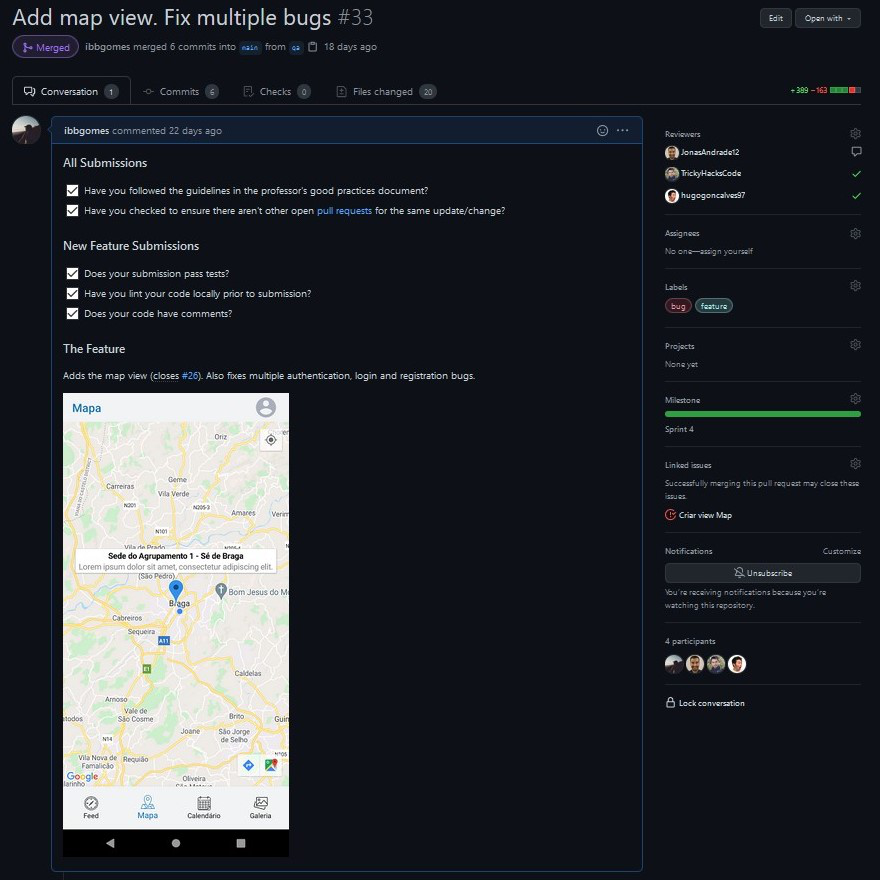 Add map view. Fix multiple bugs #33
Edit
Open with
Merged
ibbgomes merged 6 commits into main from qa 18 days ago
Conversation 1
Commits 6
Checks 0
Files changed 20
+389 −163
ibbgomes commented 22 days ago
All Submissions
Have you followed the guidelines in the professor's good practices document?
Have you checked to ensure there aren't other open pull requests for the same update/change?
New Feature Submissions
Does your submission pass tests?
Have you lint your code locally prior to submission?
Does your code have comments?
The Feature
Adds the map view (closes #26). Also fixes multiple authentication, login and registration bugs.
Mapa
Oriz
Carreiras
Geme
Vila Verde
N201
N205-3
Amares
Verim
N101
Vila de Prado
Sede do Agrupamento 1 - Sé de Braga
Lorem ipsum dolor sit amet, consectetur adipiscing elit.
(São Pedro)
Bom Jesus do Mo
Braga
Cabreiros
Sequeira
A11
E1
Caldelas
Arnoso
Vale de
São Cosme
Brito
Guin
atodos
Joane
São Jorge
de Selho
N14
Vila Nova de
Famalicão
Requião
N105
Google
Oliveira
São Mateus
Feed
Mapa
Calendário
Galeria
Reviewers
JonasAndrade12
TrickyHacksCode
hugogoncalves97
Assignees
No one—assign yourself
Labels
bug
feature
Projects
None yet
Milestone
Sprint 4
Linked issues
Successfully merging this pull request may close these
issues.
Criar view Map
Notifications
Customize
Unsubscribe
You're receiving notifications because you're
watching this repository.
4 participants
Lock conversation